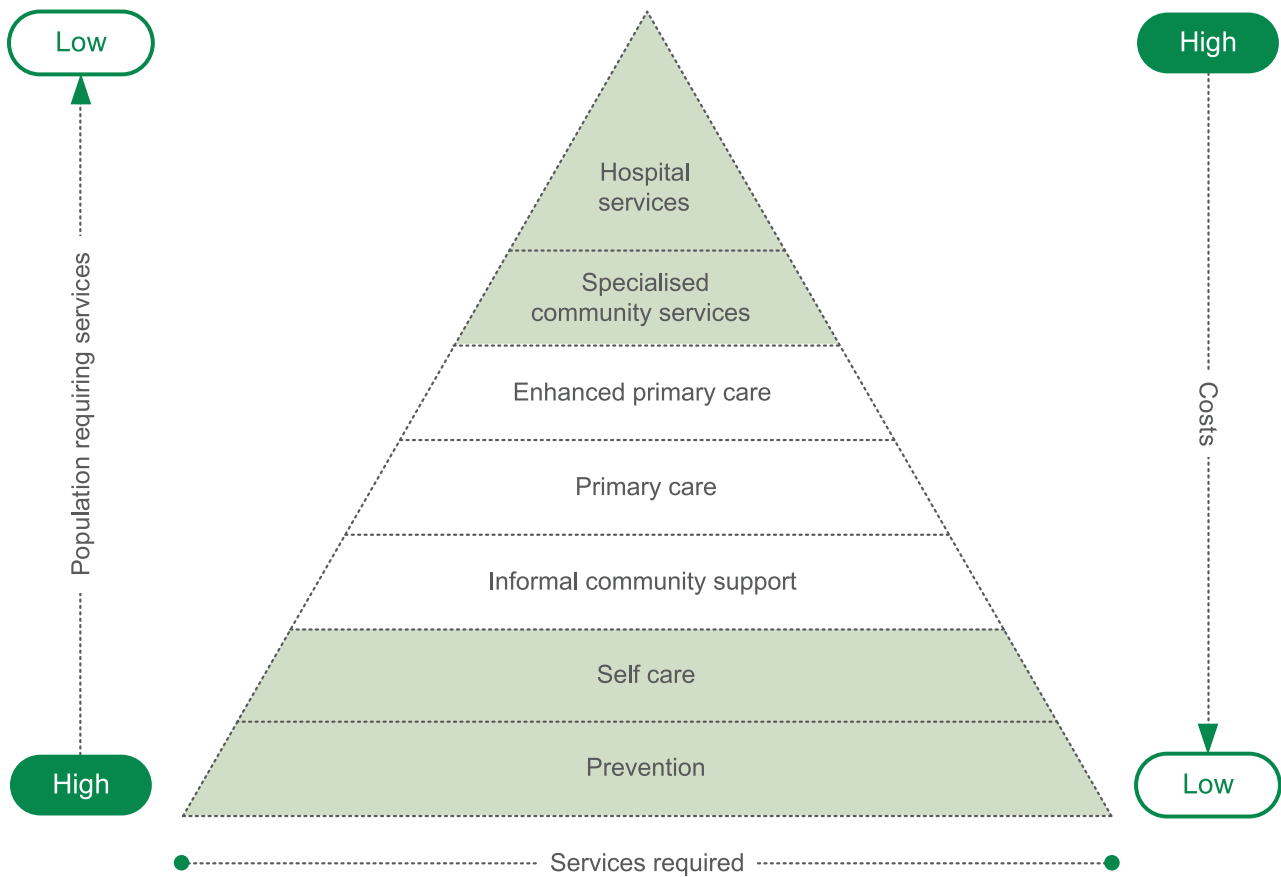 Low
High
Hospital
services
Specialised
community services
Population requiring services
Enhanced primary care
Costs
Primary care
Informal community support
Self care
Prevention
High
Low
Services required